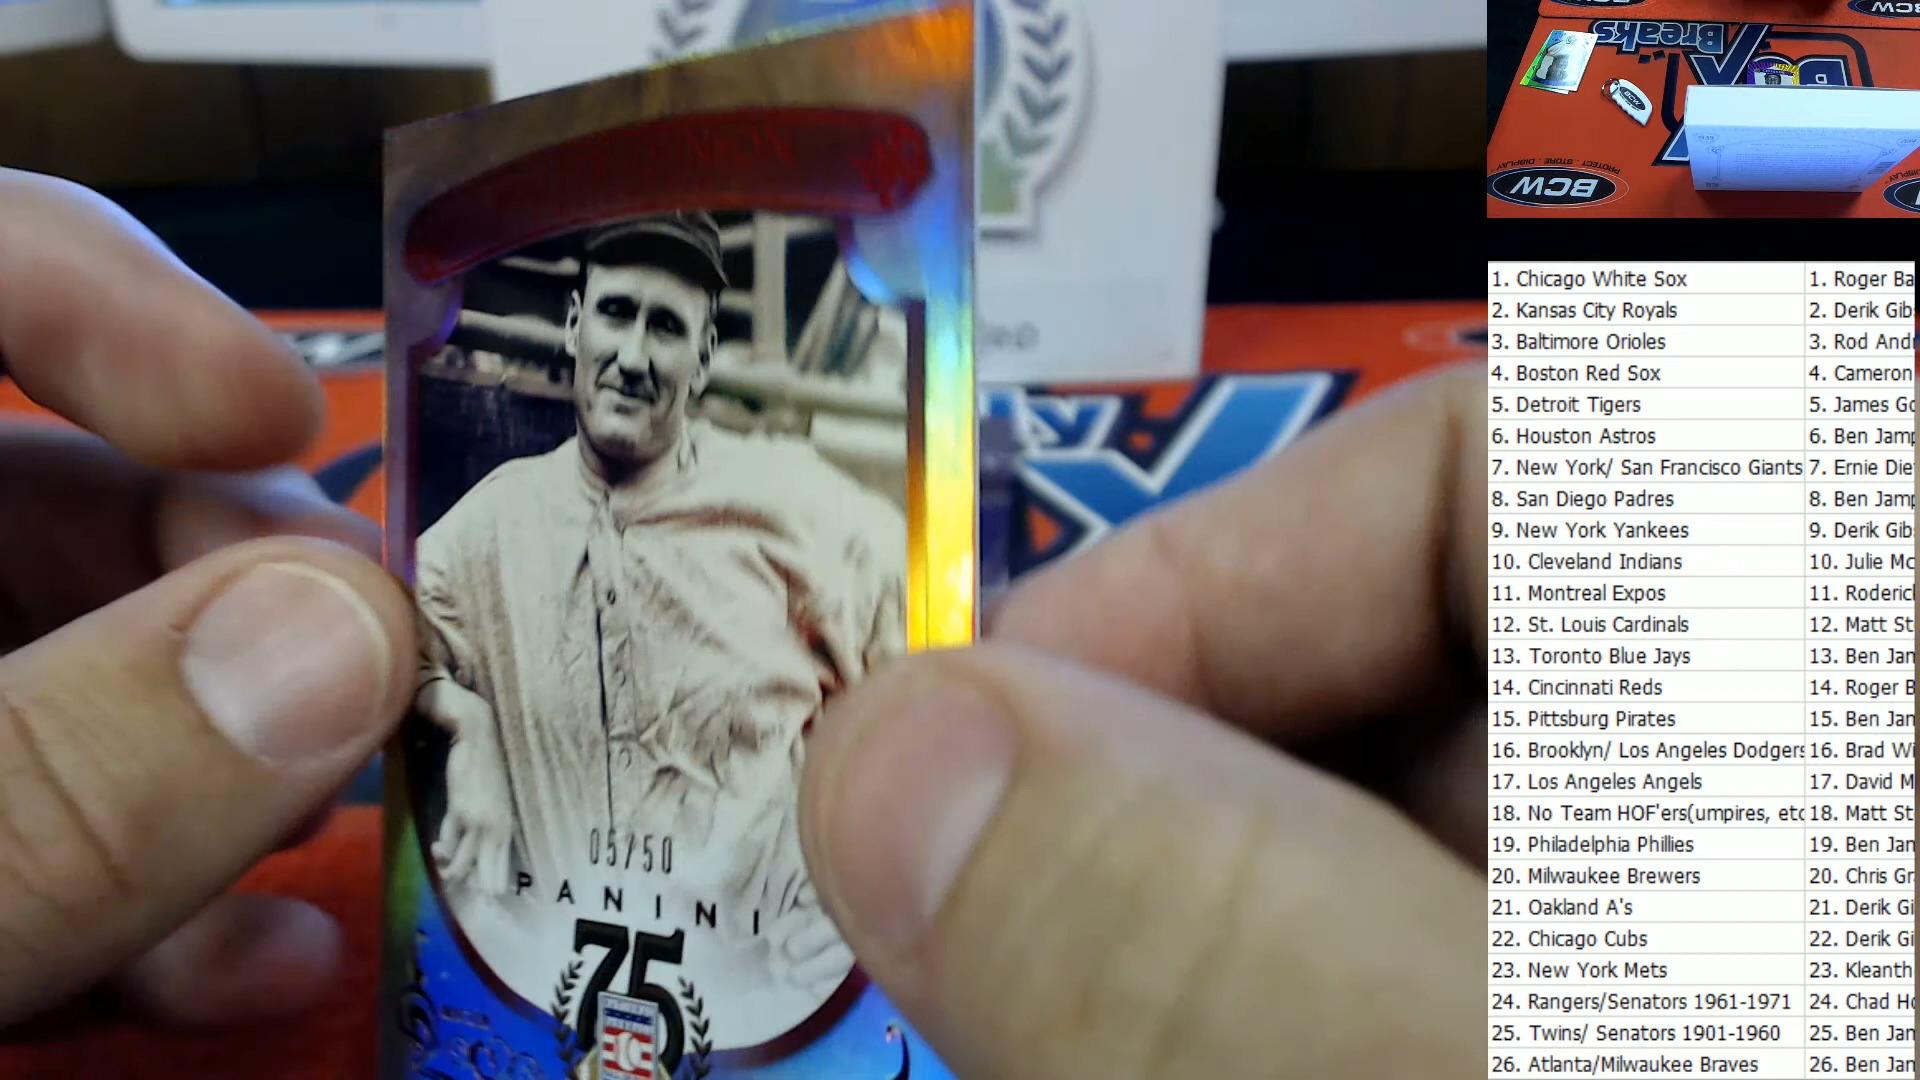 05/50
PANINI
75
Breaks
BCW
PROTECT . STORE . DISPLAY
BCW
1. Chicago White Sox 1. Roger Ba
2. Kansas City Royals 2. Derik Gib
3. Baltimore Orioles 3. Rod And
4. Boston Red Sox 4. Cameron
5. Detroit Tigers 5. James Go
6. Houston Astros 6. Ben Jamp
7. New York/ San Francisco Giants 7. Ernie Die
8. San Diego Padres 8. Ben Jamp
9. New York Yankees 9. Derik Gib
10. Cleveland Indians 10. Julie Mc
11. Montreal Expos 11. Roderic
12. St. Louis Cardinals 12. Matt St
13. Toronto Blue Jays 13. Ben Jan
14. Cincinnati Reds 14. Roger B
15. Pittsburg Pirates 15. Ben Jan
16. Brooklyn/ Los Angeles Dodgers 16. Brad Wi
17. Los Angeles Angels 17. David M
18. No Team HOF'ers(umpires, etc 18. Matt St
19. Philadelphia Phillies 19. Ben Jan
20. Milwaukee Brewers 20. Chris Gr
21. Oakland A's 21. Derik Gi
22. Chicago Cubs 22. Derik Gi
23. New York Mets 23. Kleanth
24. Rangers/Senators 1961-1971 24. Chad Ho
25. Twins/ Senators 1901-1960 25. Ben Jan
26. Atlanta/Milwaukee Braves 26. Ben Jan